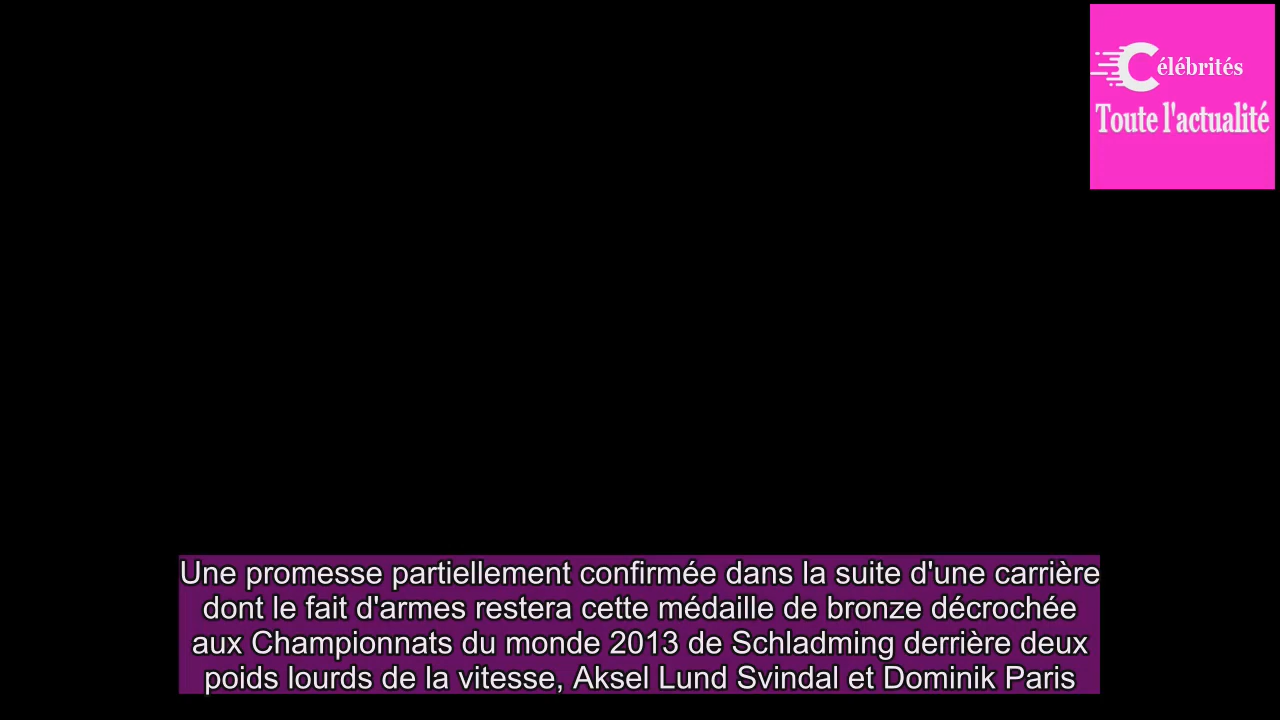 Célébrités
Toute l'actualité
Une promesse partiellement confirmée dans la suite d'une carrière
dont le fait d'armes restera cette médaille de bronze décrochée
aux Championnats du monde 2013 de Schladming derrière deux
poids lourds de la vitesse, Aksel Lund Svindal et Dominik Paris